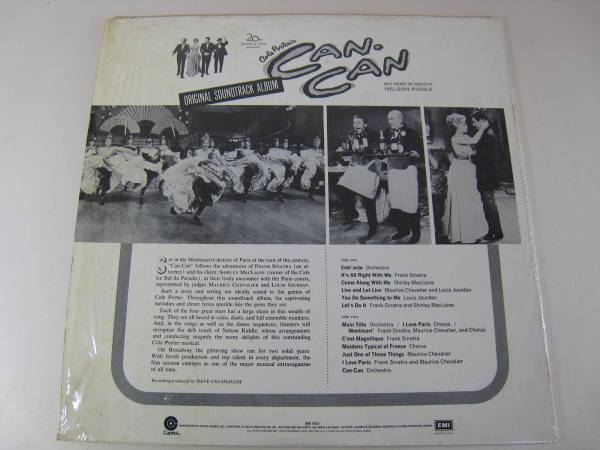 20th
Cole Porter's
CAN-
CAN
ORIGINAL SOUNDTRACK ALBUM
MUSIC ARRANGED AND CONDUCTED BY
NELSON RIDDLE
Set in the Montmartre district of Paris at the turn of the century,
"Can-Can" follows the adventures of FRANK SINATRA (an at-
torney) and his client, SHIRLEY MacLAINE (owner of the Cafe
Le Bal du Paradis), in their lively encounter with the Paris courts,
represented by judges MAURICE CHEVALIER and LOUIS JOURDAN.
Such a story and setting are ideally suited to the genius of
Cole Porter. Throughout this soundtrack album, his captivating
melodies and clever lyrics sparkle like the gems they are.
Each of the four great stars has a large share in this wealth of
song. They are all heard in solos, duets, and full ensemble numbers.
And, in the songs as well as the dance sequences, listeners will
recognize the deft touch of Nelson Riddle, whose arrangements
and conducting magnify the many delights of this outstanding
Cole Porter musical.
On Broadway the glittering show ran for two solid years.
With lavish production and top talent in every department, the
film version emerges as one of the major musical extravaganzas
of all time.
Recording produced by DAVE CAVANAUGH
SIDE ONE
Entr'acte Orchestra
It's All Right With Me Frank Sinatra
Come Along With Me Shirley MacLaine
Live and Let Live Maurice Chevalier and Louis Jourdan
You Do Something to Me Louis Jourdan
Let's Do It Frank Sinatra and Shirley MacLaine
SIDE TWO
Main Title Orchestra / I Love Paris Chorus /
Montmart' Frank Sinatra, Maurice Chevalier, and Chorus
C'est Magnifique Frank Sinatra
Maidens Typical of France Chorus
Just One of Those Things Maurice Chevalier
I Love Paris Frank Sinatra and Maurice Chevalier
Can-Can Orchestra
Capitol
EMI